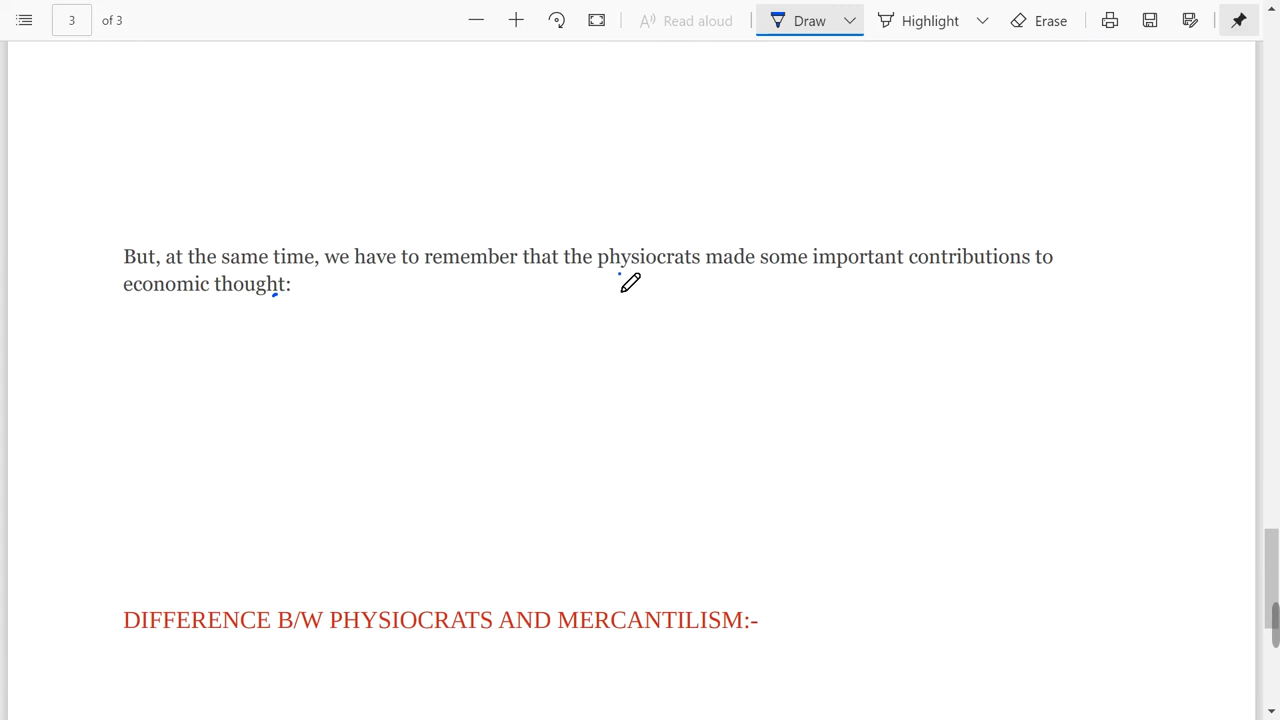 3 of 3 Read aloud Draw Highlight Erase
But, at the same time, we have to remember that the physiocrats made some important contributions to
economic thought:
DIFFERENCE B/W PHYSIOCRATS AND MERCANTILISM:-